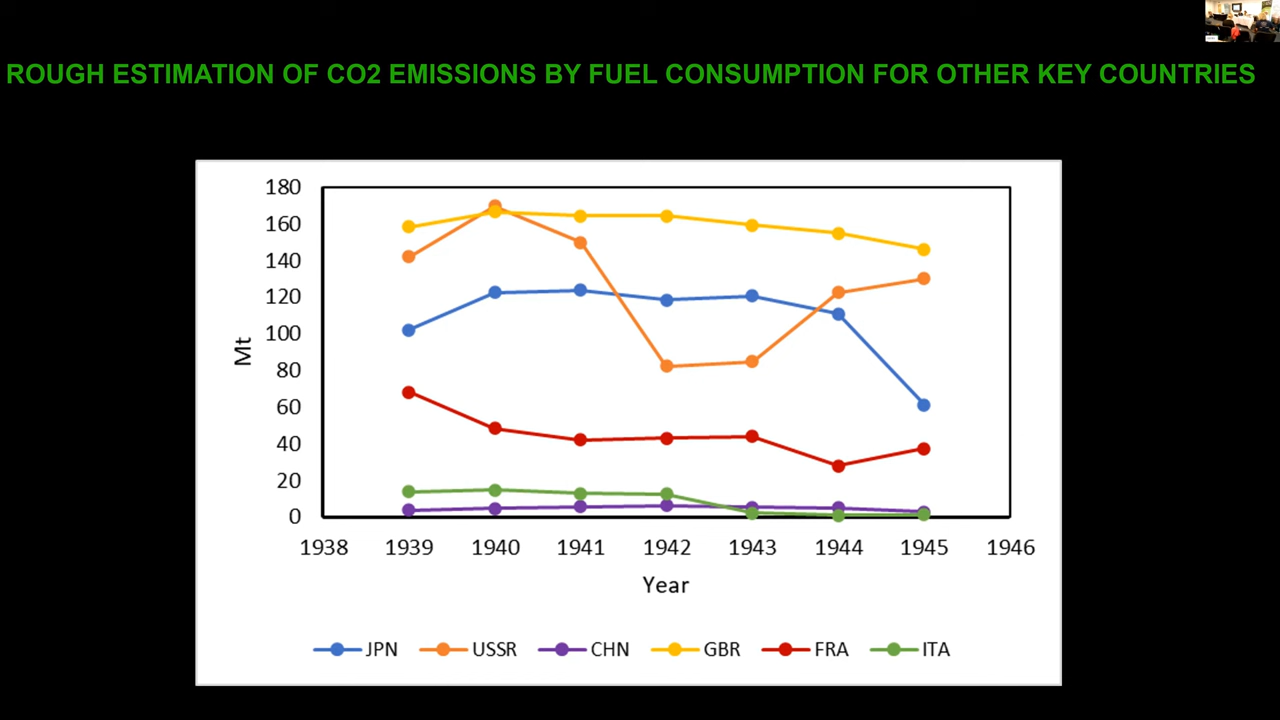 ROUGH ESTIMATION OF CO2 EMISSIONS BY FUEL CONSUMPTION FOR OTHER KEY COUNTRIES
180
160
140
120
100
80
60
40
20
0
Mt
1938 1939 1940 1941 1942 1943 1944 1945 1946
Year
JPN USSR CHN GBR FRA ITA